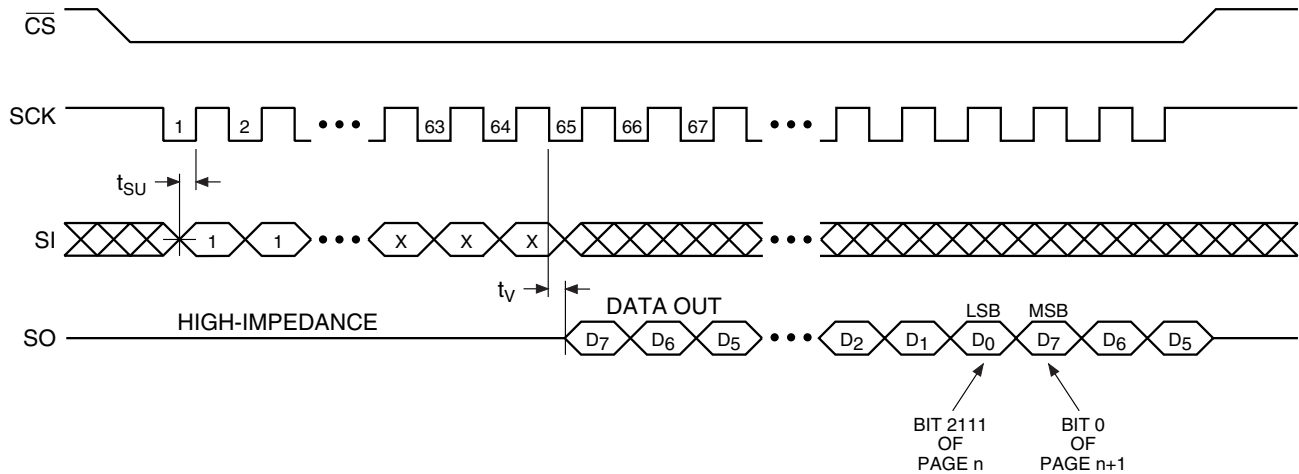 CS
SCK
1 2 ••• 63 64 65 66 67 •••
tSU
SI
1 1 ••• X X X •••
tV
DATA OUT
HIGH-IMPEDANCE
LSB MSB
SO
D7 D6 D5 ••• D2 D1 D0 D7 D6 D5
BIT 2111
OF
PAGE n
BIT 0
OF
PAGE n+1